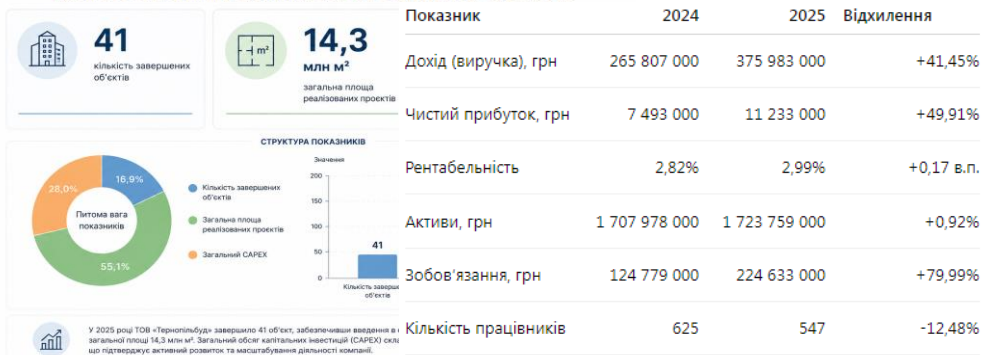 41
кількість завершених
об'єктів
14,3
млн м²
загальна площа
реалізованих проєктів
m²
СТРУКТУРА ПОКАЗНИКІВ
28,0%
16,9%
Питома вага
показників
55,1%
Кількість завершених
об'єктів
Загальна площа
реалізованих проєктів
Загальний CAPEX
Значення
200
150
100
50
0
41
Кількість заверше
об'єктів
У 2025 році ТОВ «Тернопільбуд» завершило 41 об'єкт, забезпечивши введення в
загальної площі 14,3 млн м². Загальний обсяг капітальних інвестицій (CAPEX) скла
що підтверджує активний розвиток та масштабування діяльності компанії.
Показник 2024 2025 Відхилення
Дохід (виручка), грн 265 807 000 375 983 000 +41,45%
Чистий прибуток, грн 7 493 000 11 233 000 +49,91%
Рентабельність 2,82% 2,99% +0,17 в.п.
Активи, грн 1 707 978 000 1 723 759 000 +0,92%
Зобов'язання, грн 124 779 000 224 633 000 +79,99%
Кількість працівників 625 547 -12,48%